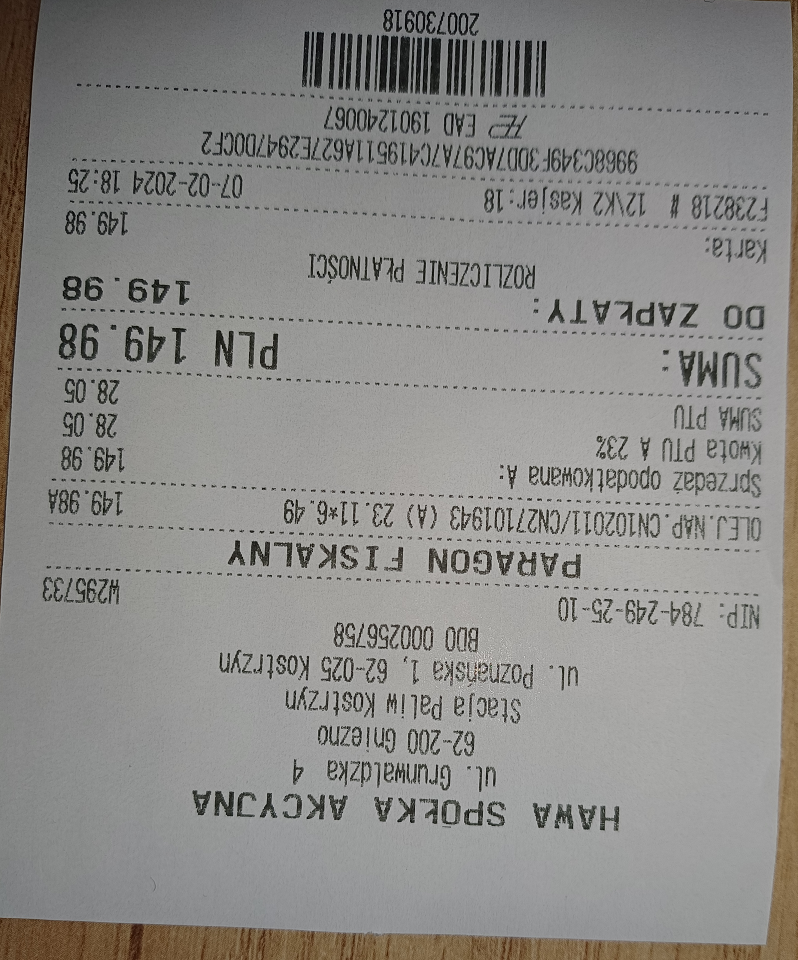 HAWA SPÓŁKA AKCYJNA
ul. Grunwaldzka 4
62-200 Gniezno
Stacja Paliw Kostrzyn
ul. Poznańska 1, 62-025 Kostrzyn
BDO 000256758
NIP: 784-249-25-10 W295733
PARAGON FISKALNY
OLEJ.NAP.CN102011/CN27101943 (A) 23.11*6.49 149.98A
Sprzedaż opodatkowana A: 149.98
Kwota PTU A 23% 28.05
SUMA PTU 28.05
SUMA: PLN 149.98
DO ZAPŁATY: 149.98
ROZLICZENIE PŁATNOŚCI
Karta: 149.98
F238218 # 12\K2 Kasjer:18 07-02-2024 18:25
9968C349F30D7AC97A7C419511A627E2947D0CF2
EAD 1901240067
200730918